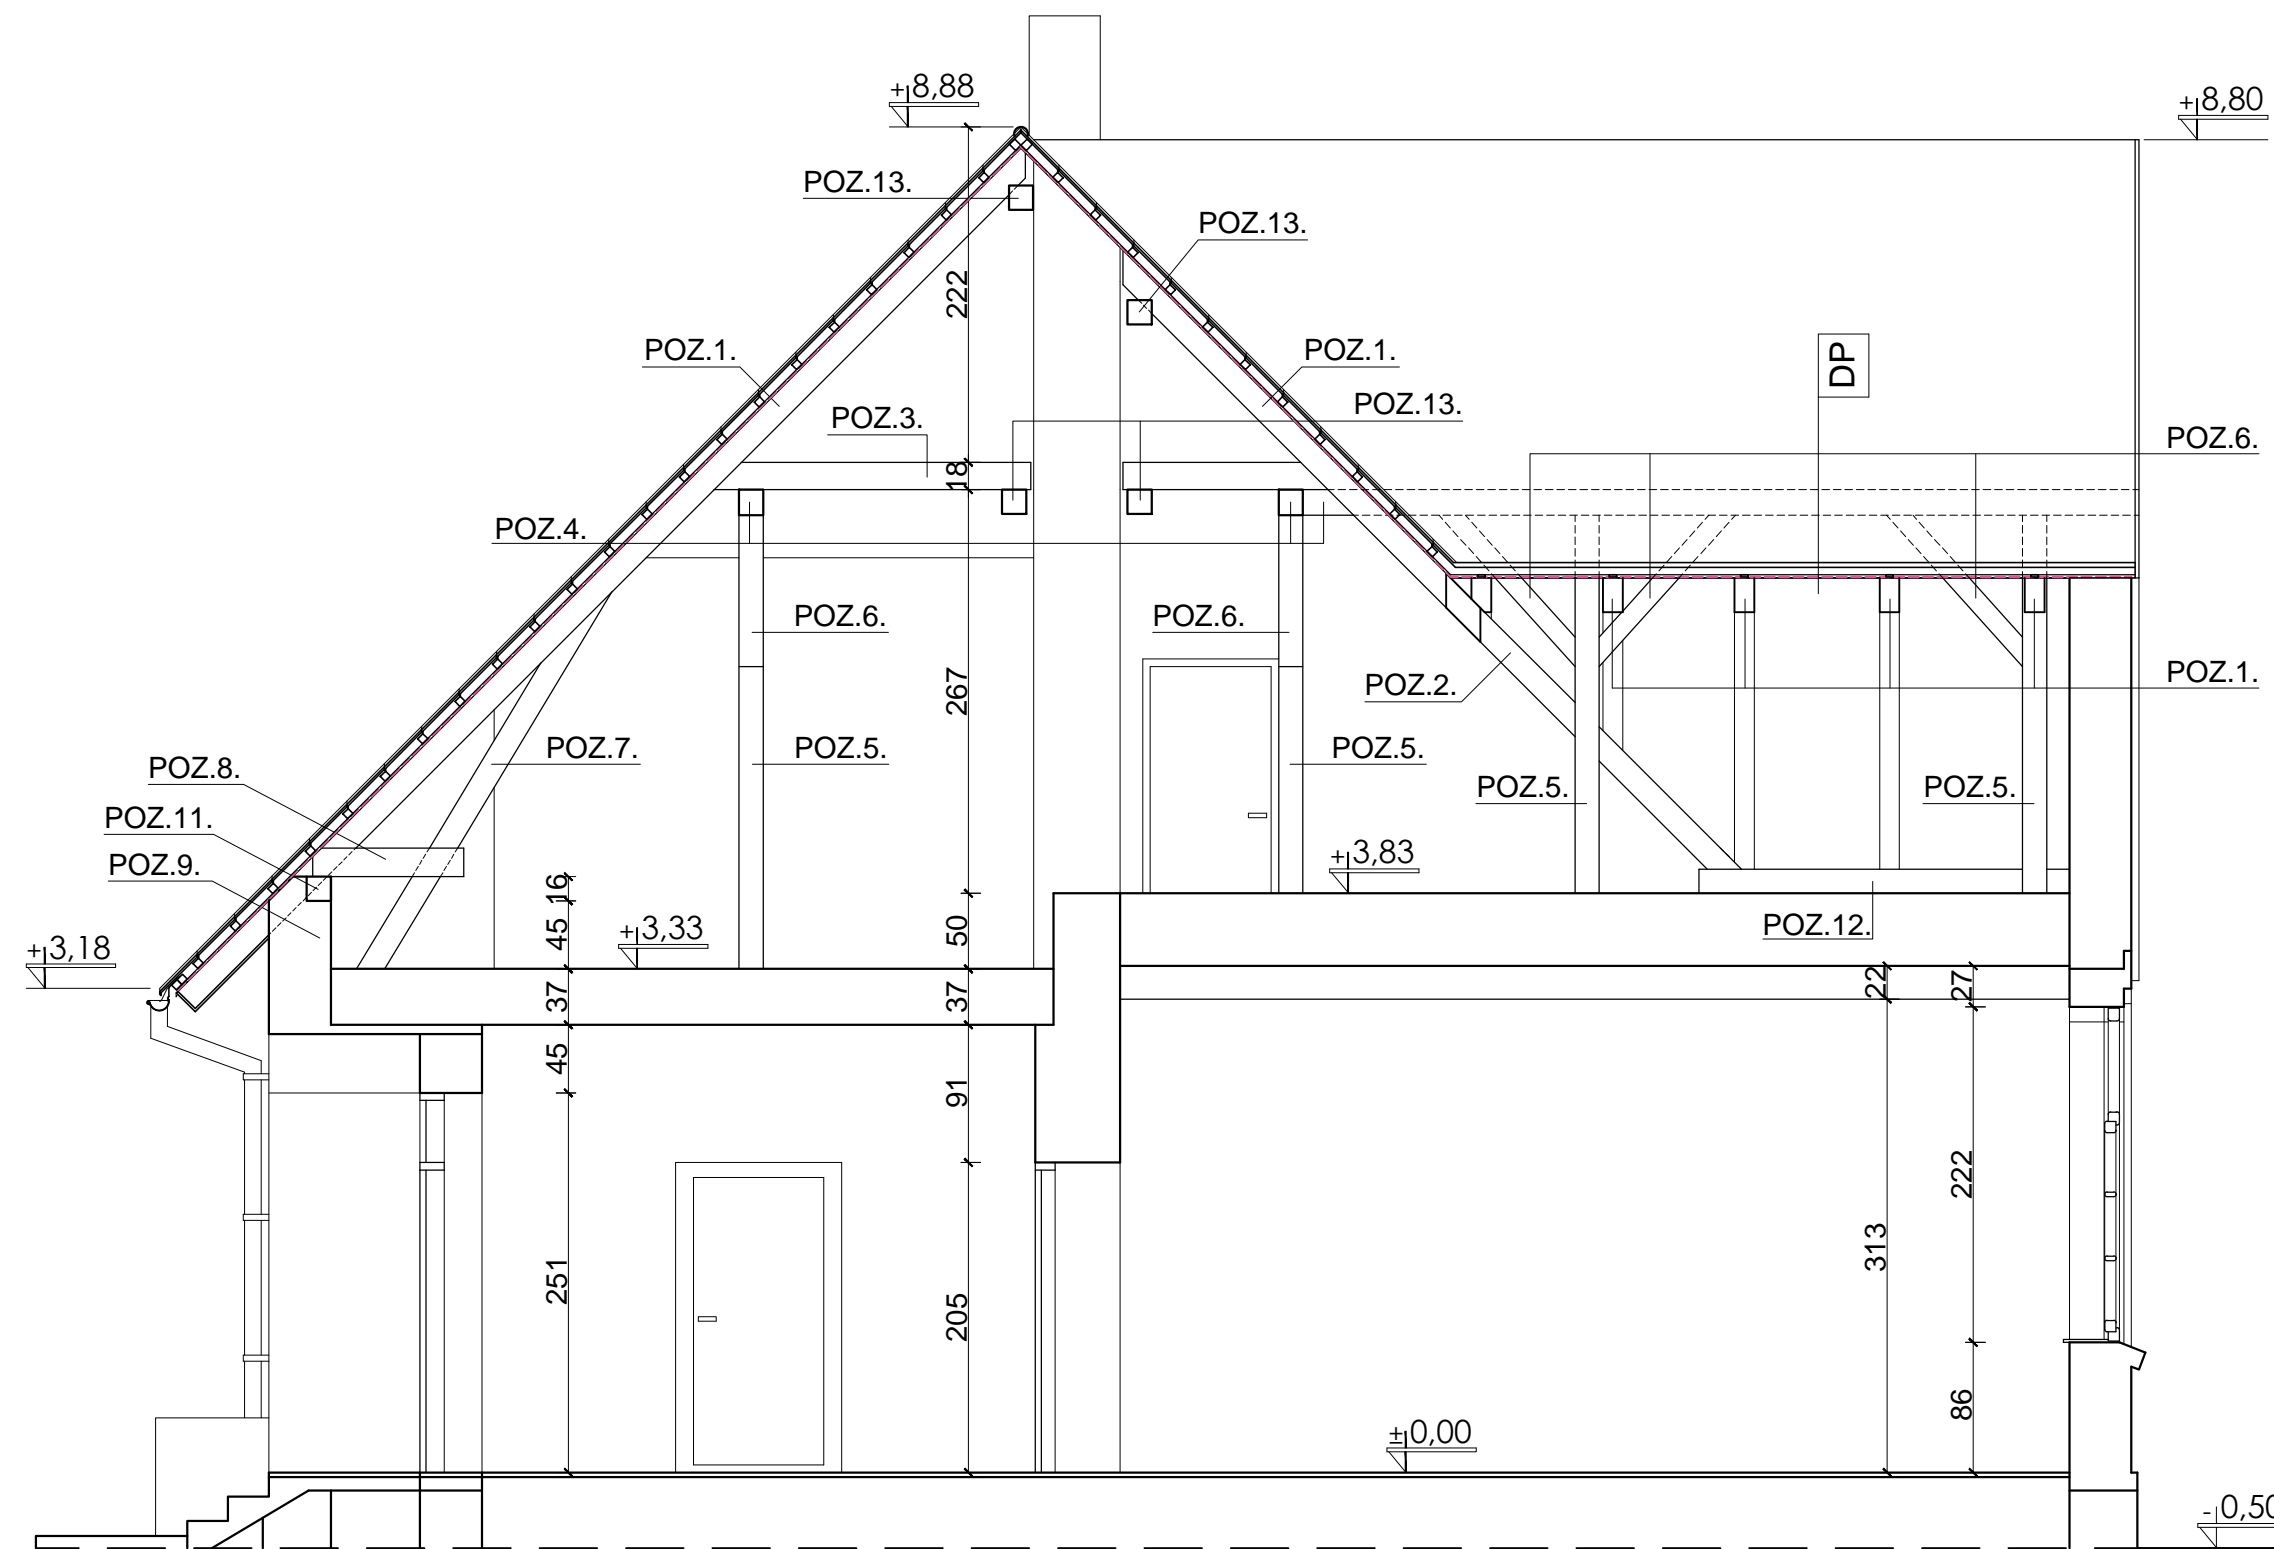 +8,88
+8,80
POZ.13.
POZ.13.
222
POZ.1.
POZ.1.
DP
POZ.13.
POZ.3.
POZ.6.
18
POZ.4.
POZ.6.
POZ.6.
267
POZ.2.
POZ.1.
POZ.7.
POZ.5.
POZ.5.
POZ.5.
POZ.5.
POZ.8.
POZ.11.
POZ.9.
+3,83
16
45
50
+3,33
POZ.12.
+3,18
37
37
22
27
45
91
222
313
251
205
86
±0,00
-0,50